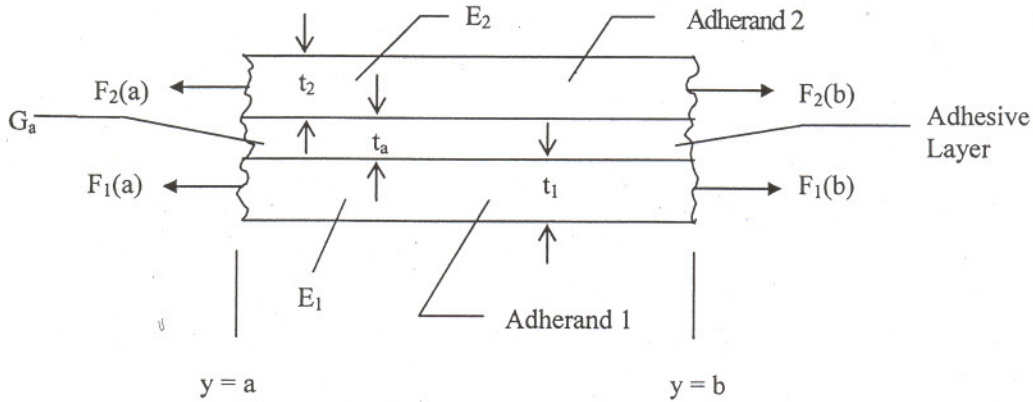 E₂
Adherand 2
F₂(a)
t₂
F₂(b)
Gₐ
tₐ
Adhesive
Layer
F₁(a)
t₁
F₁(b)
E₁
Adherand 1
y = a
y = b